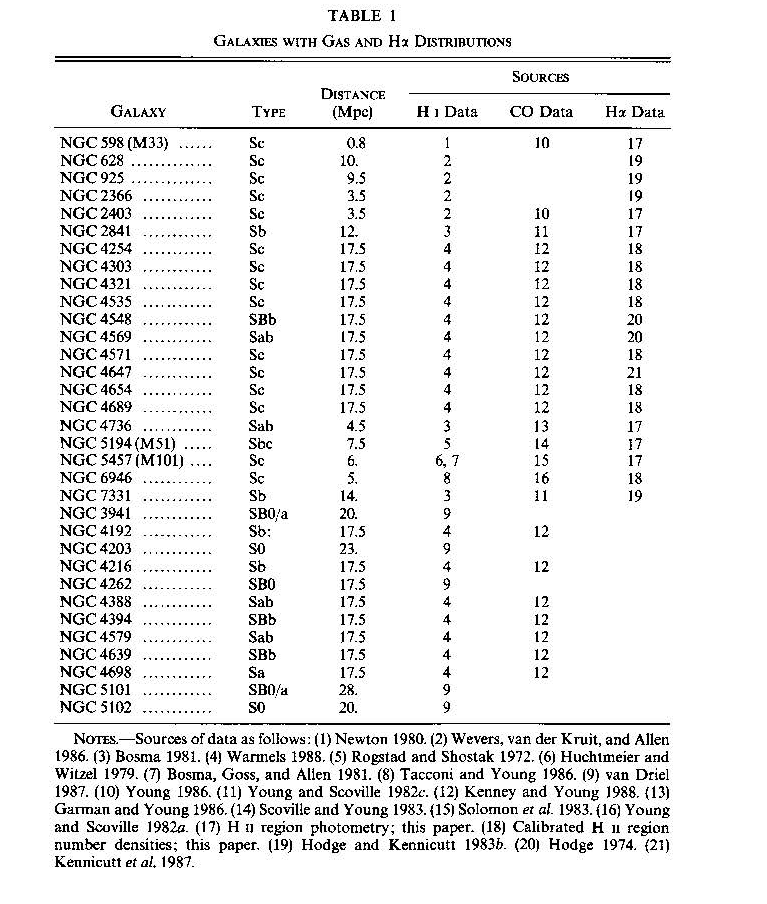 TABLE 1
GALAXIES WITH GAS AND Hα DISTRIBUTIONS
SOURCES
GALAXY TYPE DISTANCE (Mpc) H I Data CO Data Hα Data
NGC 598 (M33) ...... Sc 0.8 1 10 17
NGC 628 .............. Sc 10. 2 19
NGC 925 .............. Sc 9.5 2 19
NGC 2366 ............ Sc 3.5 2 19
NGC 2403 ............ Sc 3.5 2 10 17
NGC 2841 ............ Sb 12. 3 11 17
NGC 4254 ............ Sc 17.5 4 12 18
NGC 4303 ............ Sc 17.5 4 12 18
NGC 4321 ............ Sc 17.5 4 12 18
NGC 4535 ............ Sc 17.5 4 12 18
NGC 4548 ............ SBb 17.5 4 12 20
NGC 4569 ............ Sab 17.5 4 12 20
NGC 4571 ............ Sc 17.5 4 12 18
NGC 4647 ............ Sc 17.5 4 12 21
NGC 4654 ............ Sc 17.5 4 12 18
NGC 4689 ............ Sc 17.5 4 12 18
NGC 4736 ............ Sab 4.5 3 13 17
NGC 5194 (M51) ..... Sbc 7.5 5 14 17
NGC 5457 (M101) .... Sc 6. 6, 7 15 17
NGC 6946 ............ Sc 5. 8 16 18
NGC 7331 ............ Sb 14. 3 11 19
NGC 3941 ............ SB0/a 20. 9
NGC 4192 ............ Sb: 17.5 4 12
NGC 4203 ............ S0 23. 9
NGC 4216 ............ Sb 17.5 4 12
NGC 4262 ............ SB0 17.5 9
NGC 4388 ............ Sab 17.5 4 12
NGC 4394 ............ SBb 17.5 4 12
NGC 4579 ............ Sab 17.5 4 12
NGC 4639 ............ SBb 17.5 4 12
NGC 4698 ............ Sa 17.5 4 12
NGC 5101 ............ SB0/a 28. 9
NGC 5102 ............ S0 20. 9
NOTES.—Sources of data as follows: (1) Newton 1980. (2) Wevers, van der Kruit, and Allen
1986. (3) Bosma 1981. (4) Warmels 1988. (5) Rogstad and Shostak 1972. (6) Huchtmeier and
Witzel 1979. (7) Bosma, Goss, and Allen 1981. (8) Tacconi and Young 1986. (9) van Driel
1987. (10) Young 1986. (11) Young and Scoville 1982c. (12) Kenney and Young 1988. (13)
Garman and Young 1986. (14) Scoville and Young 1983. (15) Solomon et al. 1983. (16) Young
and Scoville 1982a. (17) H II region photometry; this paper. (18) Calibrated H II region
number densities; this paper. (19) Hodge and Kennicutt 1983b. (20) Hodge 1974. (21)
Kennicutt et al. 1987.